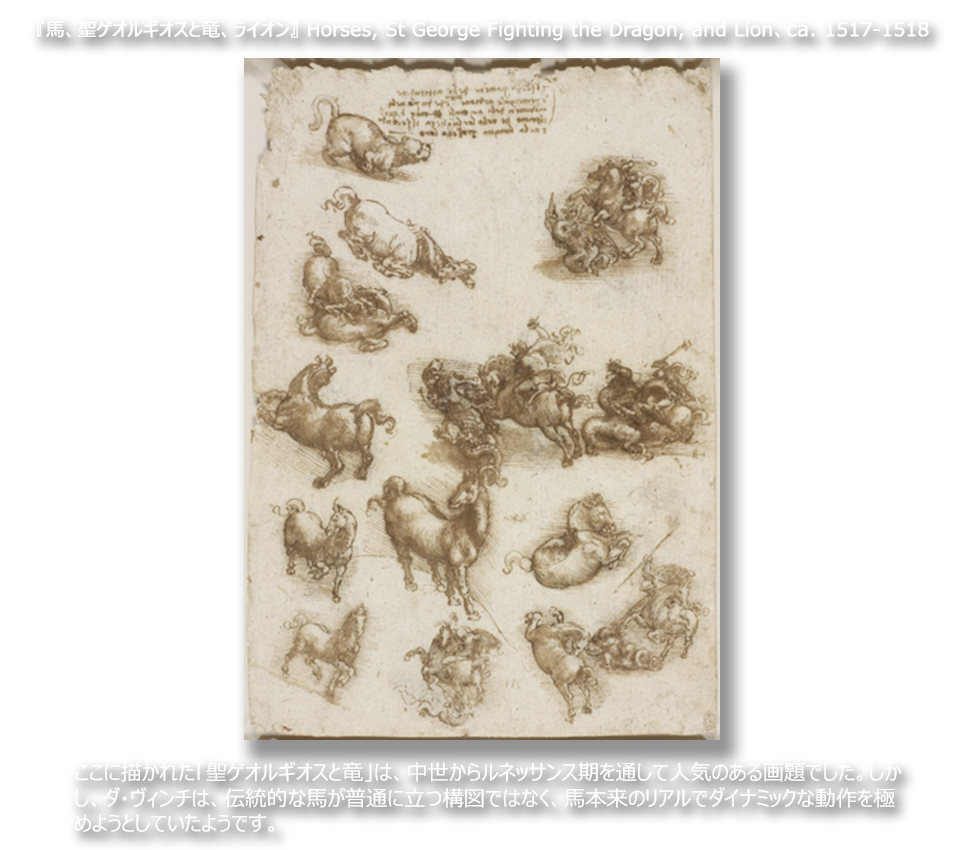 『馬、聖ゲオルギオスと竜、ライオン』 Horses, St George Fighting the Dragon, and Lion、ca. 1517-1518
ここに描かれた「聖ゲオルギオスと竜」は、中世からルネッサンス期を通して人気のある画題でした。しか
し、ダ・ヴィンチは、伝統的な馬が普通に立つ構図ではなく、馬本来のリアルでダイナミックな動作を極
めようとしていたようです。